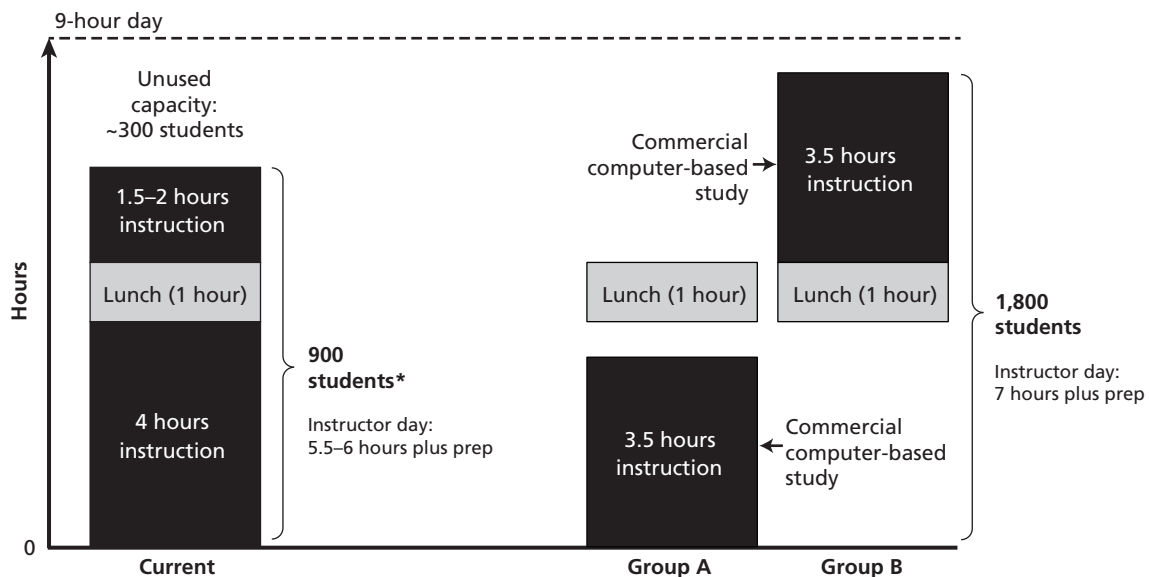 9-hour day
Unused
capacity:
~300 students
1.5–2 hours
instruction
Lunch (1 hour)
4 hours
instruction
900
students*
Instructor day:
5.5–6 hours plus prep
Commercial
computer-based
study
3.5 hours
instruction
Lunch (1 hour)
Lunch (1 hour)
3.5 hours
instruction
Commercial
computer-based
study
1,800
students
Instructor day:
7 hours plus prep
Hours
0
Current
Group A
Group B